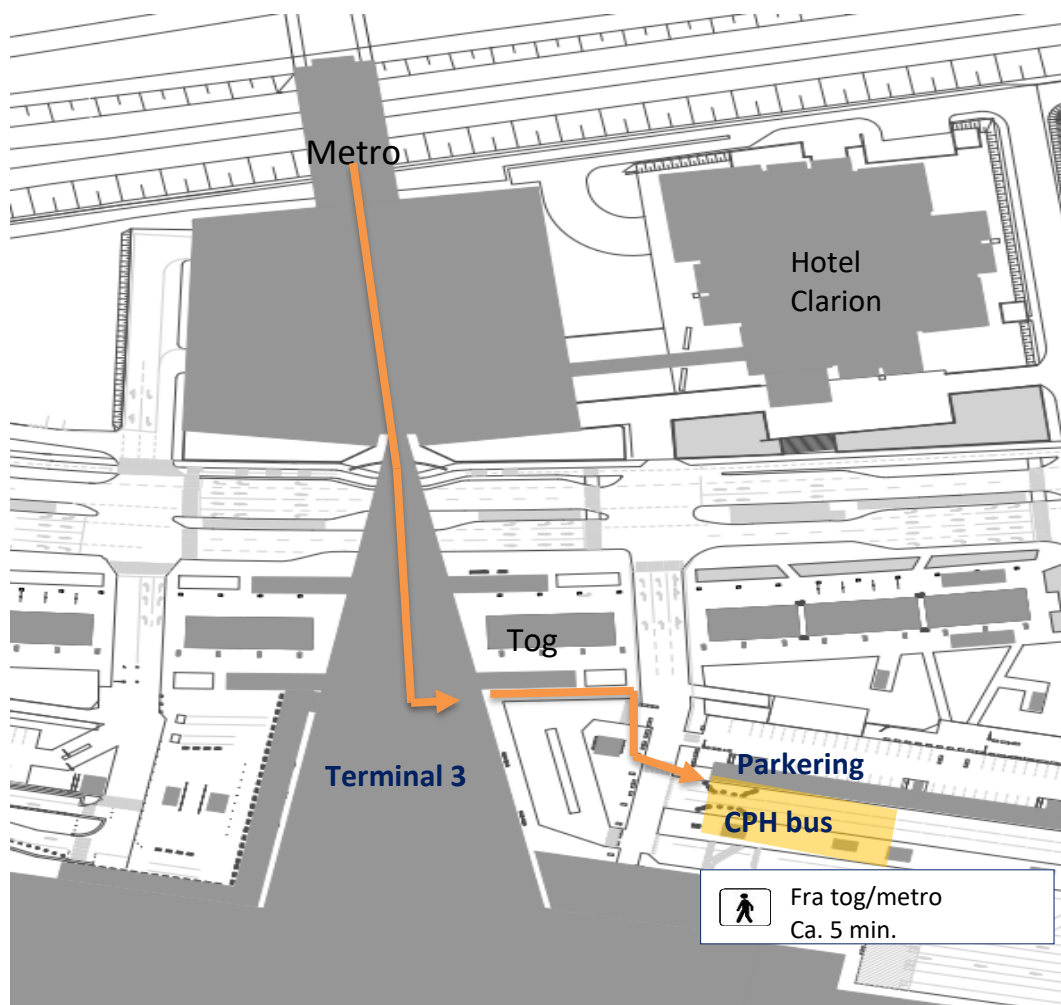 Metro
Hotel
Clarion
Tog
Terminal 3
Parkering
CPH bus
Fra tog/metro
Ca. 5 min.